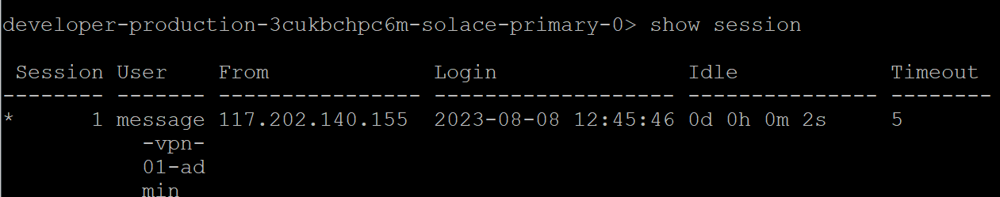 developer-production-3cukbchpc6m-solace-primary-0> show session
 Session User    From             Login               Idle            Timeout
-------- ------- ---------------- ------------------- --------------- --------
*      1 message 117.202.140.155  2023-08-08 12:45:46 0d 0h 0m 2s     5
           -vpn-
           01-ad
           min